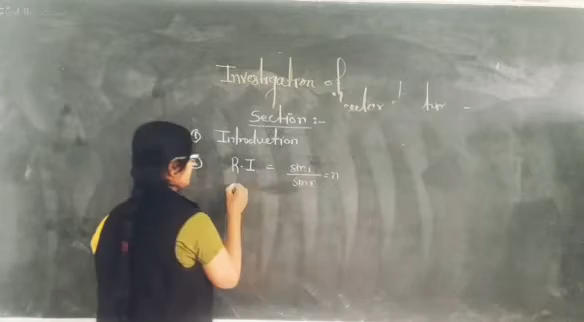 Investigation of
Section :-
① Introduction
② R.I = sin i / sin r = n